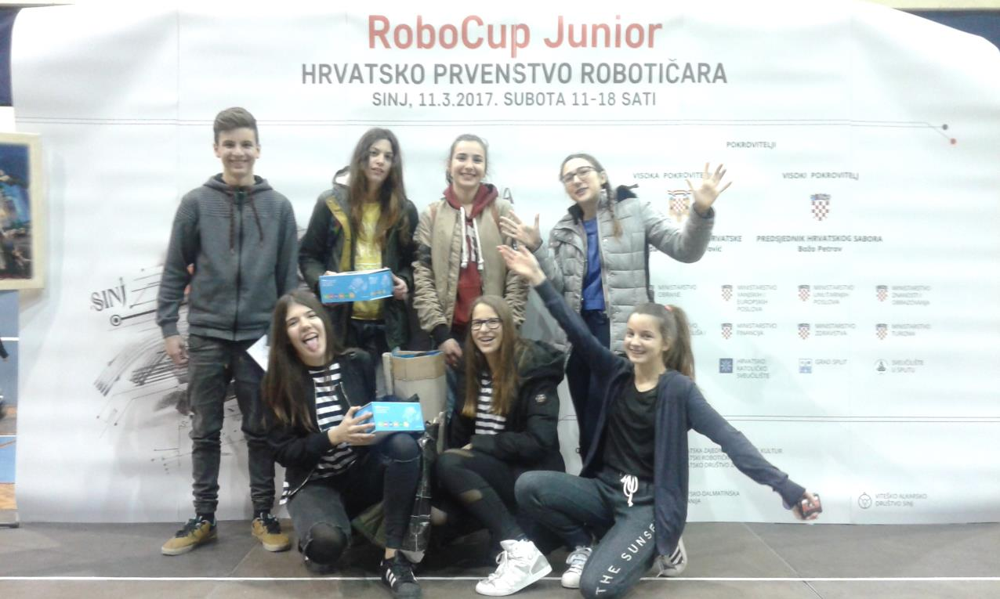 RoboCup Junior
HRVATSKO PRVENSTVO ROBOTIČARA
SINJ, 11.3.2017. SUBOTA 11-18 SATI
POKROVITELJI
VISOKA POKROVITE
VISOKI POKROVITELJ
PREDSJEDNIK HRVATSKOG SABORA
Božo Petrov
SINJ
MINISTARSTVO
OBRANE
MINISTARSTVO
VANJSKIH I
EUROPSKIH
POSLOVA
MINISTARSTVO
UNUTARNJIH
POSLOVA
MINISTARSTVO
ZNANOSTI I
OBRAZOVANJA
MINISTARSTVO
FINANCIJA
MINISTARSTVO
ZDRAVSTVA
MINISTARSTVO
TURIZMA
HRVATSKO
KATOLIČKO
SVEUČILIŠTE
GRAD SPLIT
SVEUČILIŠTE
U SPLITU
VITEŠKO ALKARSKO
DRUŠTVO SINJ
THE SUNSE